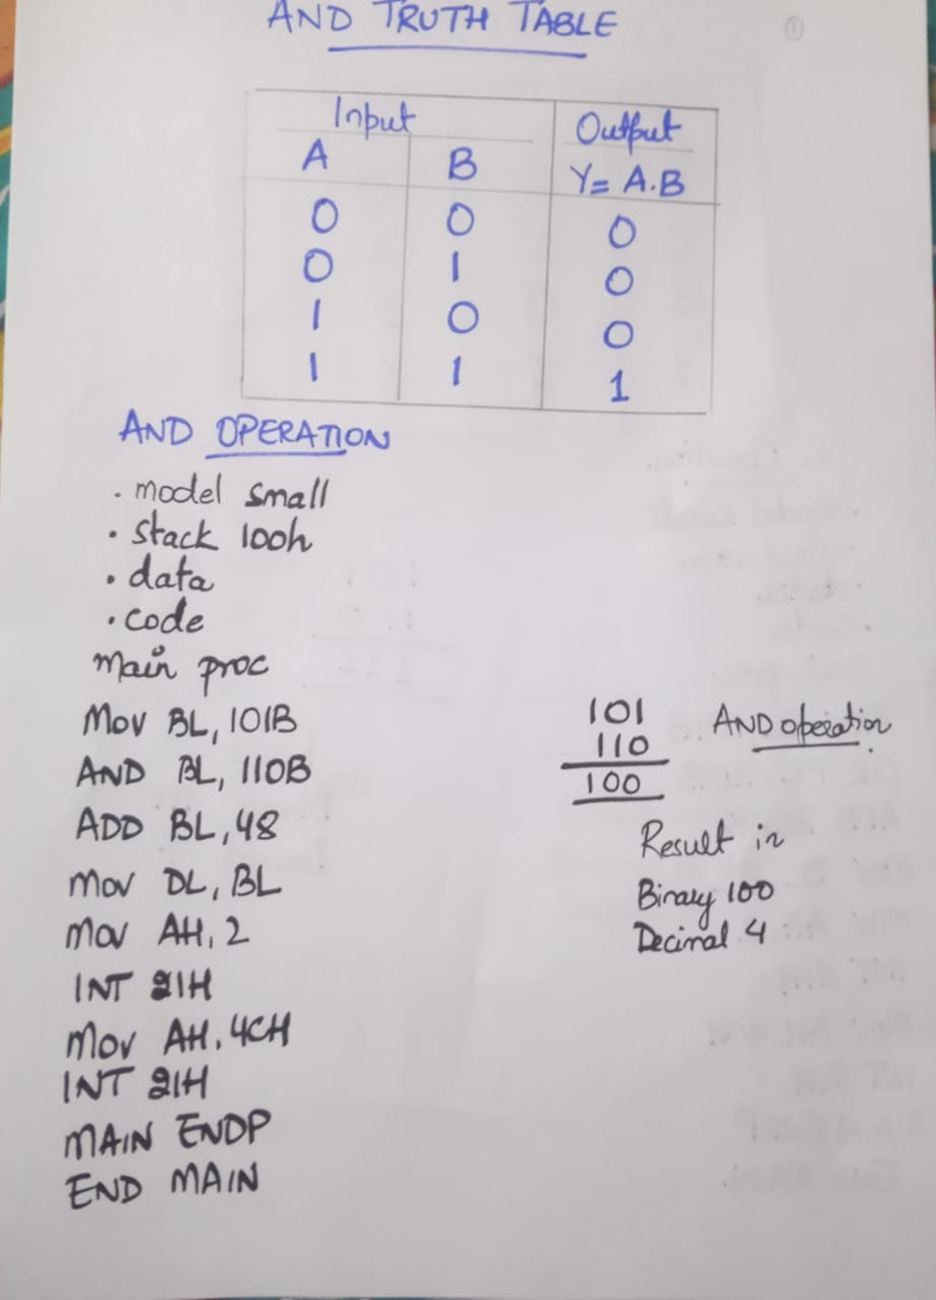 AND TRUTH TABLE
①
Input Output
A B Y= A.B
0 0 0
0 1 0
1 0 0
1 1 1
AND OPERATION
. model small
. stack 100h
. data
. code
Main proc
Mov BL, 101B
AND BL, 110B
ADD BL, 48
Mov DL, BL
Mov AH, 2
INT 21H
Mov AH, 4CH
INT 21H
MAIN ENDP
END MAIN
101 AND operation
110
100
Result in
Binary 100
Decimal 4